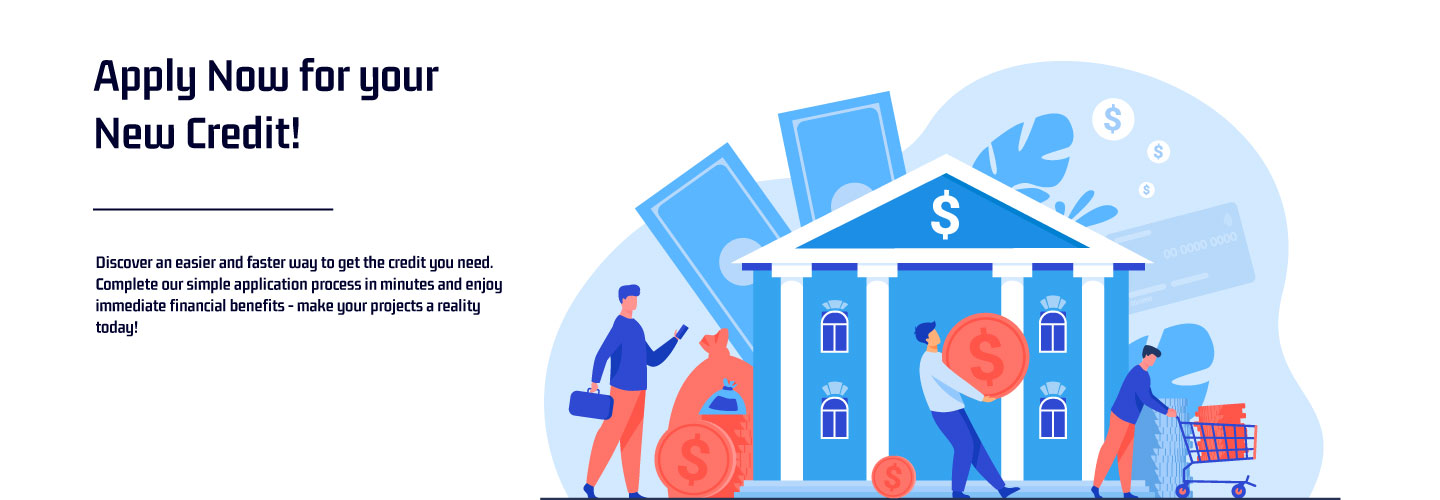 Apply Now for your
New Credit!
Discover an easier and faster way to get the credit you need.
Complete our simple application process in minutes and enjoy
immediate financial benefits - make your projects a reality
today!
$
$
$
$
00 0000 0000
$
$
$